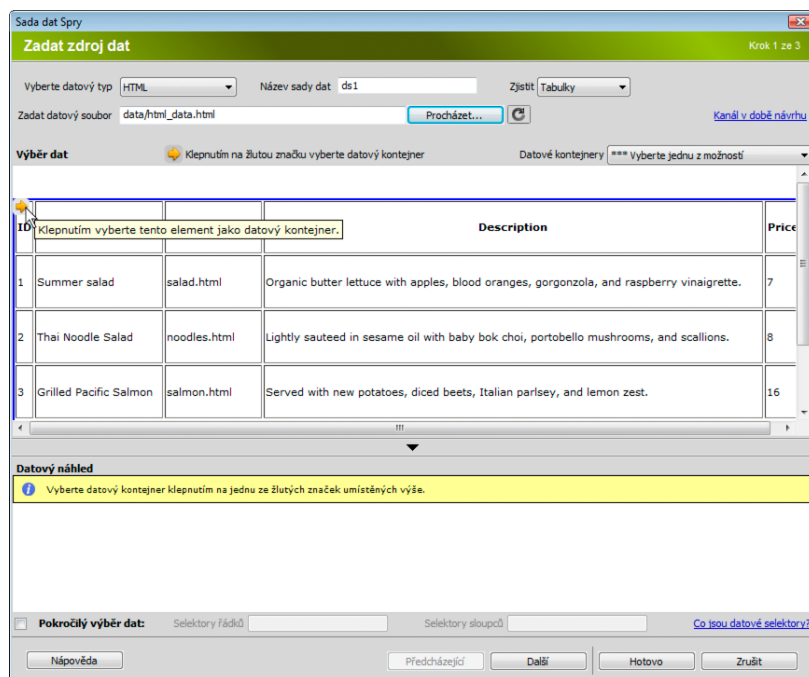 Sada dat Spry
Zadat zdroj dat Krok 1 ze 3
Vyberte datový typ HTML Název sady dat ds1 Zjistit Tabulky
Zadat datový soubor data/html_data.html Procházet... Kanál v době návrhu
Výběr dat Klepnutím na žlutou značku vyberte datový kontejner Datové kontejnery *** Vyberte jednu z možností
ID Klepnutím vyberte tento element jako datový kontejner. Description Price
1 Summer salad salad.html Organic butter lettuce with apples, blood oranges, gorgonzola, and raspberry vinaigrette. 7
2 Thai Noodle Salad noodles.html Lightly sauteed in sesame oil with baby bok choi, portobello mushrooms, and scallions. 8
3 Grilled Pacific Salmon salmon.html Served with new potatoes, diced beets, Italian parlsey, and lemon zest. 16
Datový náhled
Vyberte datový kontejner klepnutím na jednu ze žlutých značek umístěných výše.
Pokročilý výběr dat: Selektory řádků Selektory sloupců Co jsou datové selektory?
Nápověda Předcházející Další Hotovo Zrušit